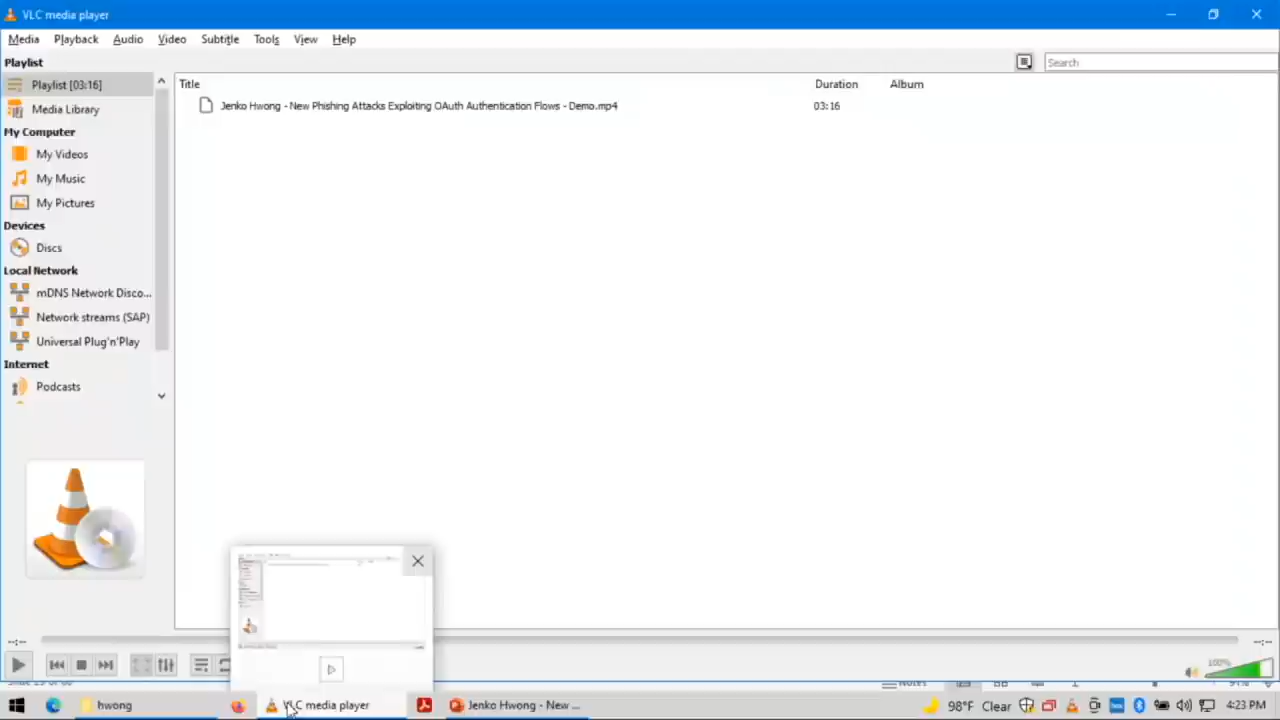 VLC media player
Media Playback Audio Video Subtitle Tools View Help
Playlist
Search
Playlist [03:16]
Media Library
My Computer
My Videos
My Music
My Pictures
Devices
Discs
Local Network
mDNS Network Disco...
Network streams (SAP)
Universal Plug'n'Play
Internet
Podcasts
Title Duration Album
Jenko Hwong - New Phishing Attacks Exploiting OAuth Authentication Flows - Demo.mp4 03:16
--:-- --:--
100%
hwong
VLC media player
Jenko Hwong - New ...
98°F Clear
4:23 PM